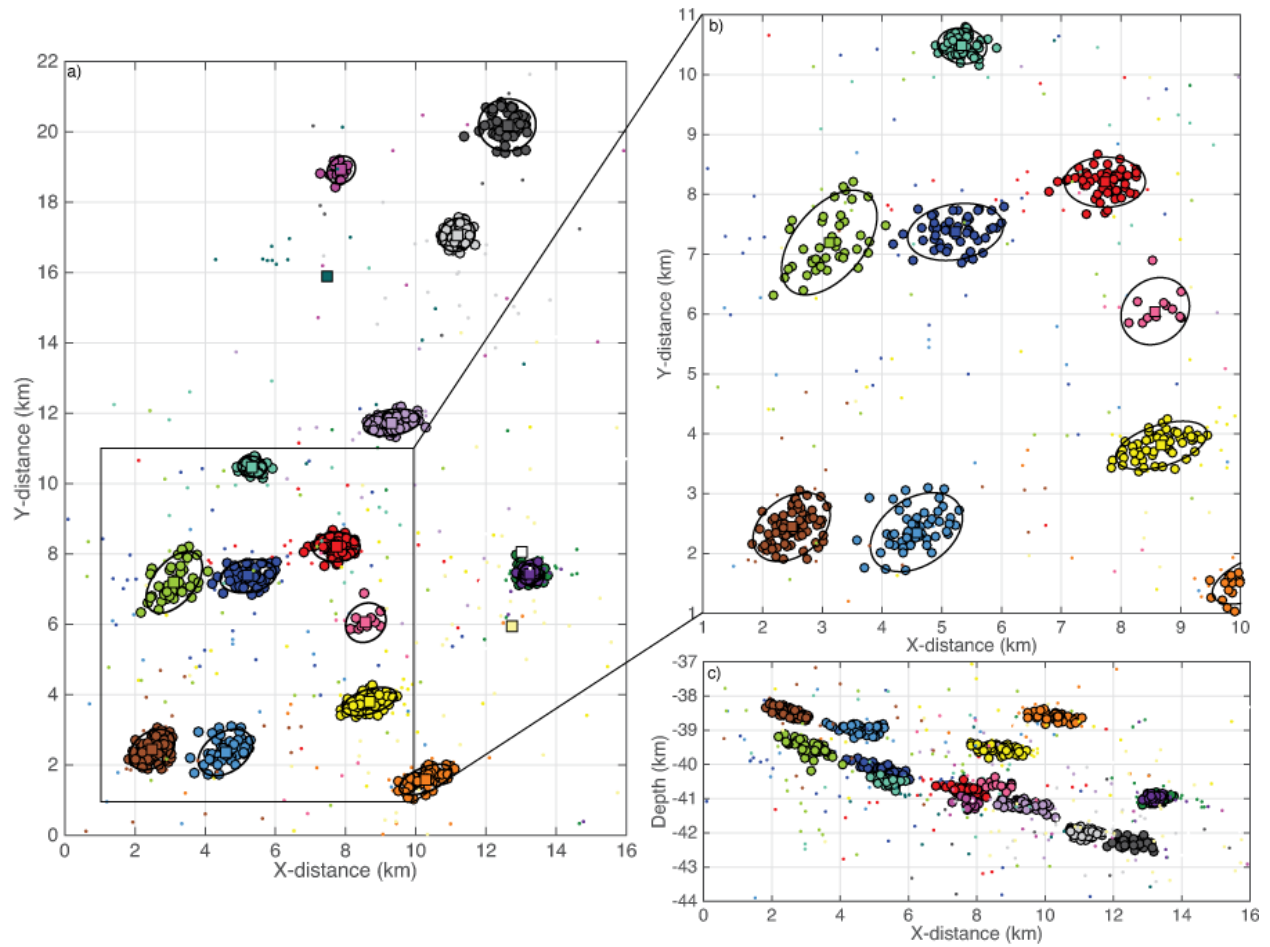 a)
22
20
18
16
14
12
10
8
6
4
2
0
Y-distance (km)
0 2 4 6 8 10 12 14 16
X-distance (km)
b)
11
10
9
8
7
6
5
4
3
2
1
Y-distance (km)
1 2 3 4 5 6 7 8 9 10
X-distance (km)
c)
-37
-38
-39
-40
-41
-42
-43
-44
Depth (km)
0 2 4 6 8 10 12 14 16
X-distance (km)